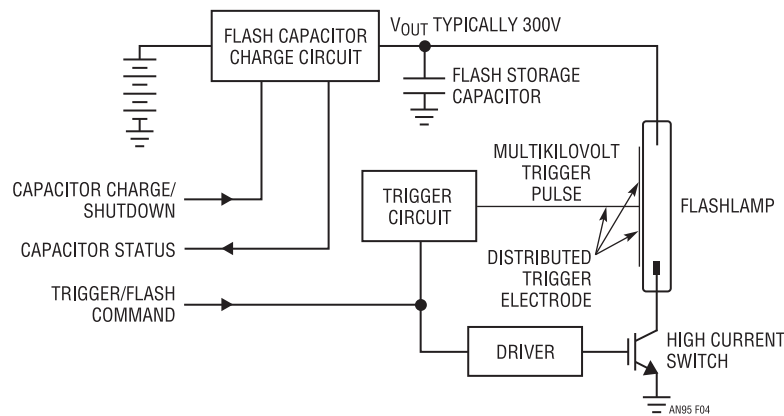 FLASH CAPACITOR
CHARGE CIRCUIT
VOUT TYPICALLY 300V
FLASH STORAGE
CAPACITOR
MULTIKILOVOLT
TRIGGER
PULSE
CAPACITOR CHARGE/
SHUTDOWN
TRIGGER
CIRCUIT
FLASHLAMP
CAPACITOR STATUS
DISTRIBUTED
TRIGGER
ELECTRODE
TRIGGER/FLASH
COMMAND
DRIVER
HIGH CURRENT
SWITCH
AN95 F04